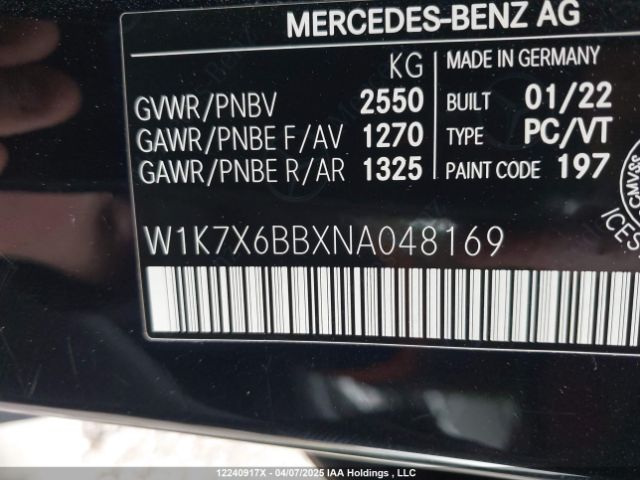 MERCEDES-BENZ AG
KG
MADE IN GERMANY
GVWR/PNBV 2550
BUILT 01/22
GAWR/PNBE F/AV 1270
TYPE PC/VT
GAWR/PNBE R/AR 1325
PAINT CODE 197
CMVSS
W1K7X6BBXNA048169
12240917X - 04/07/2025 IAA Holdings , LLC